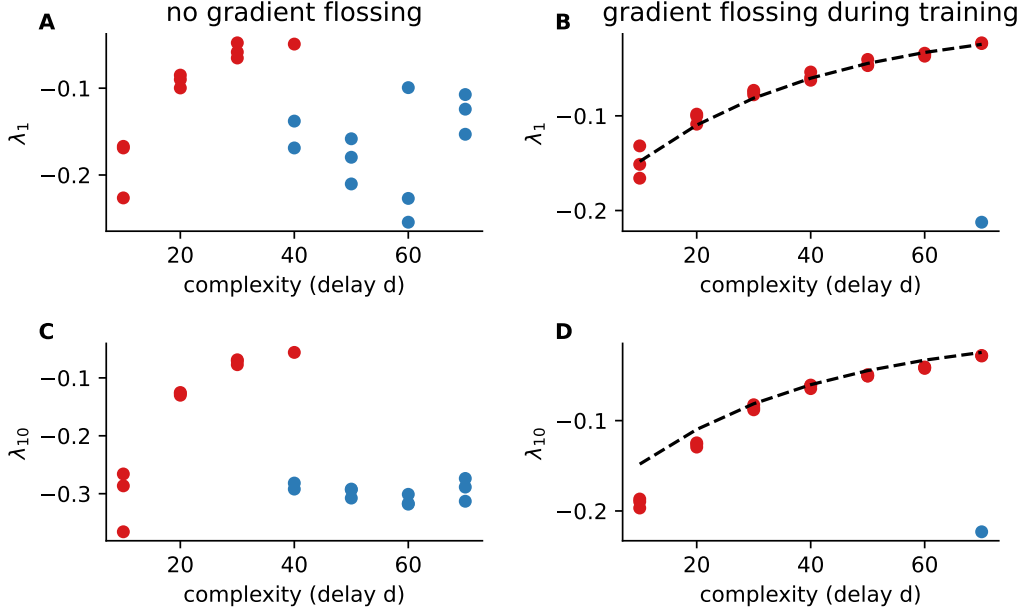 A no gradient flossing
−0.1
−0.2
λ1
20 40 60
complexity (delay d)
B gradient flossing during training
−0.1
−0.2
λ1
20 40 60
complexity (delay d)
C
−0.1
−0.2
−0.3
λ10
20 40 60
complexity (delay d)
D
−0.1
−0.2
λ10
20 40 60
complexity (delay d)